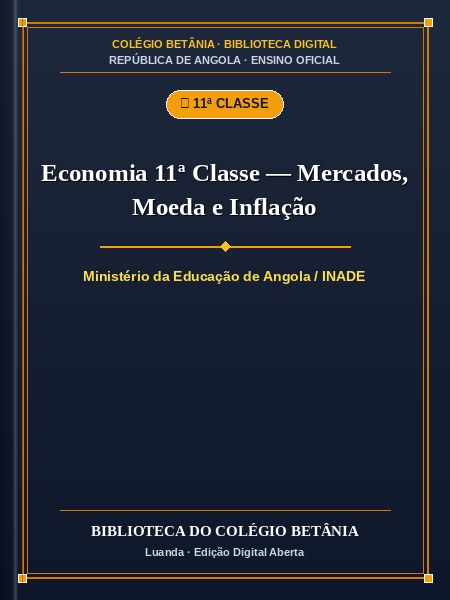 COLÉGIO BETÂNIA · BIBLIOTECA DIGITAL
REPÚBLICA DE ANGOLA · ENSINO OFICIAL
11ª CLASSE
Economia 11ª Classe — Mercados,
Moeda e Inflação
Ministério da Educação de Angola / INADE
BIBLIOTECA DO COLÉGIO BETÂNIA
Luanda · Edição Digital Aberta